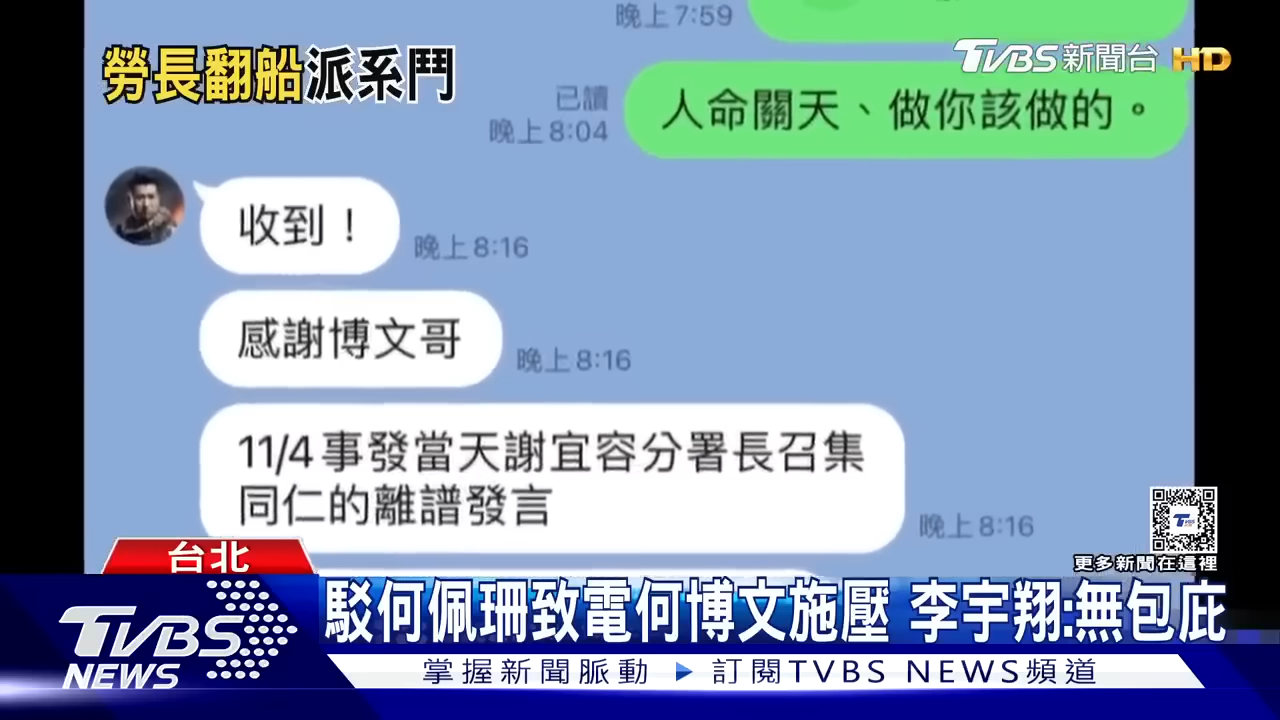 晚上7:59
勞長翻船派系鬥
TVBS新聞台 HD
已讀
晚上8:04
人命關天、做你該做的。
收到！
晚上8:16
感謝博文哥
晚上8:16
11/4事發當天謝宜容分署長召集
同仁的離譜發言
晚上8:16
更多新聞在這裡
台北
TVBS
NEWS
駁何佩珊致電何博文施壓 李宇翔:無包庇
掌握新聞脈動 ▶ 訂閱TVBS NEWS頻道